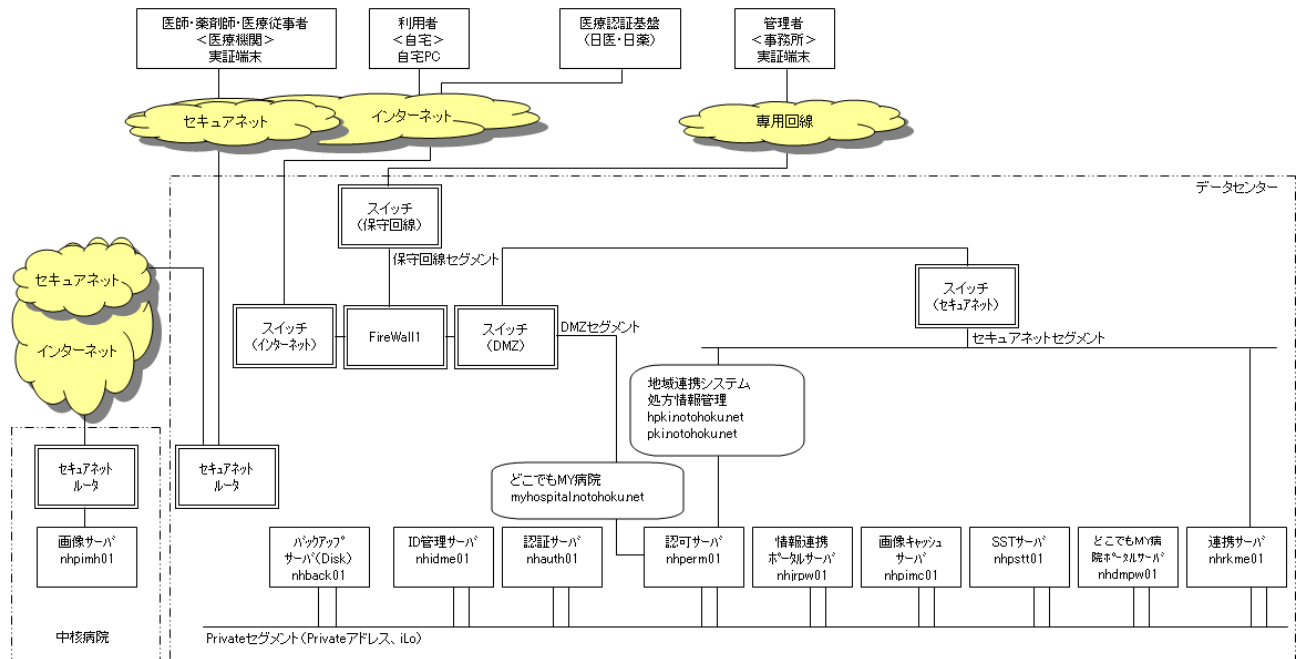 医師・薬剤師・医療従事者
＜医療機関＞
実証端末
利用者
＜自宅＞
自宅PC
医療認証基盤
（日医・日薬）
管理者
＜事務所＞
実証端末
セキュアネット
インターネット
専用回線
データセンター
スイッチ
（保守回線）
保守回線セグメント
セキュアネット
インターネット
スイッチ
（インターネット）
FireWall1
スイッチ
（DMZ）
DMZセグメント
スイッチ
（セキュアネット）
セキュアネットセグメント
地域連携システム
処方情報管理
hpki.notohoku.net
pki.notohoku.net
セキュアネット
ルータ
セキュアネット
ルータ
どこでもMY病院
myhospital.notohoku.net
画像サーバ
nhpimh01
バックアップ
サーバ(Disk)
nhback01
ID管理サーバ
nhidme01
認証サーバ
nhauth01
認可サーバ
nhperm01
情報連携
ポータルサーバ
nhjrpw01
画像キャッシュ
サーバ
nhpimc01
SSTサーバ
nhpstt01
どこでもMY病
院ポータルサーバ
nhdmpw01
連携サーバ
nhrkme01
中核病院
Privateセグメント（Privateアドレス、iLo）